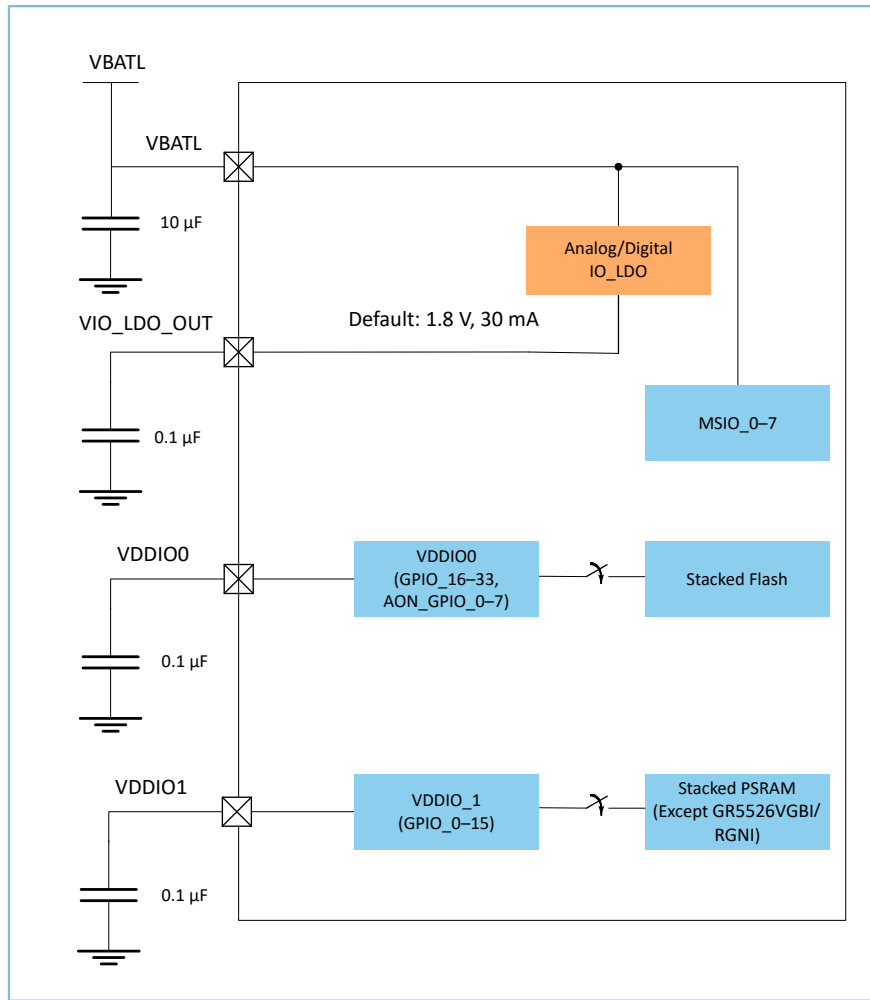 VBATL
VBATL
10 µF
Analog/Digital
IO_LDO
VIO_LDO_OUT
Default: 1.8 V, 30 mA
MSIO_0–7
0.1 µF
VDDIO0
VDDIO0
(GPIO_16–33,
AON_GPIO_0–7)
Stacked Flash
0.1 µF
VDDIO1
VDDIO_1
(GPIO_0–15)
Stacked PSRAM
(Except GR5526VGBI/
RGNI)
0.1 µF